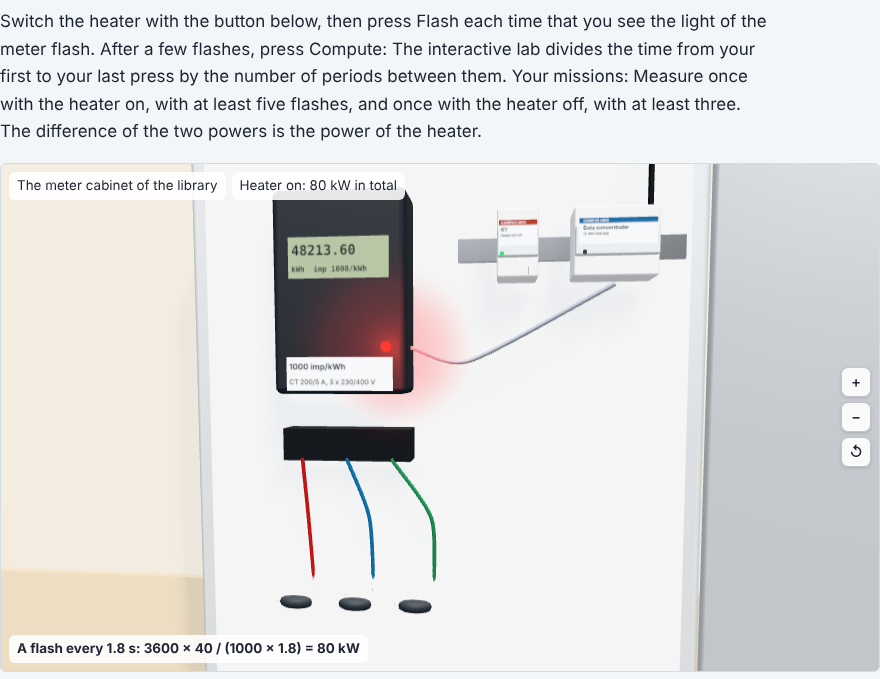 Switch the heater with the button below, then press Flash each time that you see the light of the
meter flash. After a few flashes, press Compute: The interactive lab divides the time from your
first to your last press by the number of periods between them. Your missions: Measure once
with the heater on, with at least five flashes, and once with the heater off, with at least three.
The difference of the two powers is the power of the heater.
The meter cabinet of the library
Heater on: 80 kW in total
48213.60
kWh imp 1000/kWh
K1
Data concentrator
1000 imp/kWh
CT 200/5 A, 3 x 230/400 V
+
−
A flash every 1.8 s: 3600 × 40 / (1000 × 1.8) = 80 kW